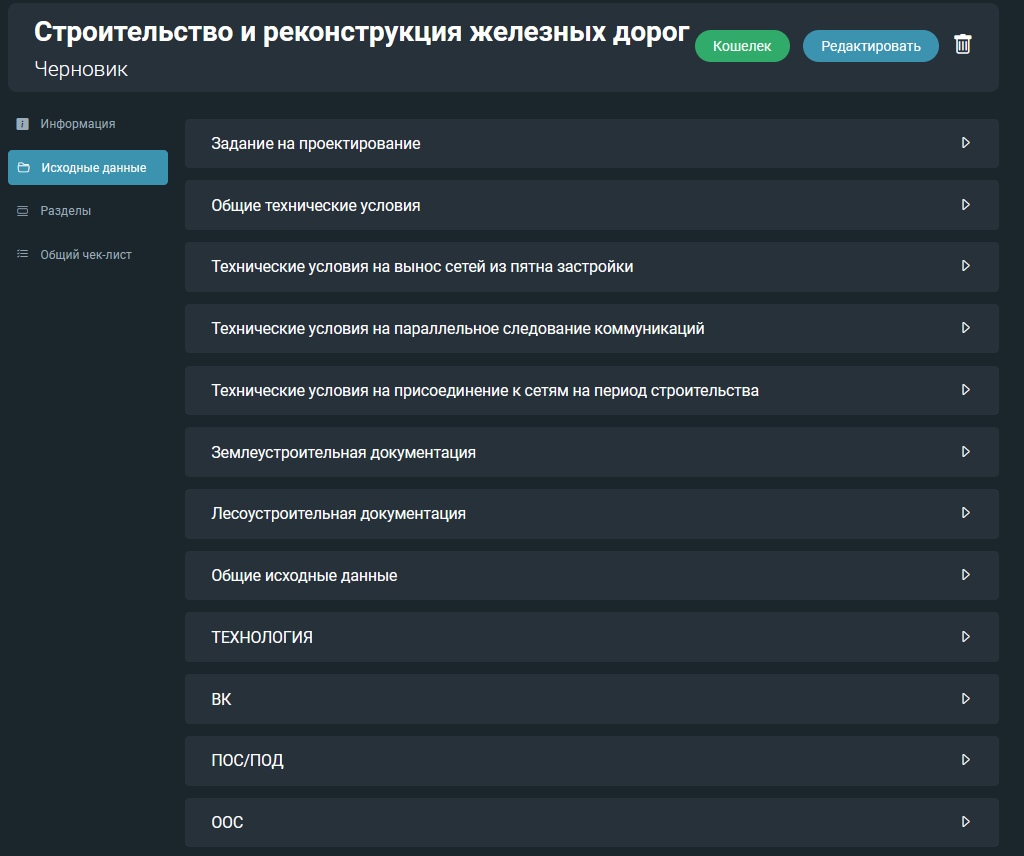 Строительство и реконструкция железных дорог
Кошелек
Редактировать
Черновик
Информация
Исходные данные
Разделы
Общий чек-лист
Задание на проектирование
Общие технические условия
Технические условия на вынос сетей из пятна застройки
Технические условия на параллельное следование коммуникаций
Технические условия на присоединение к сетям на период строительства
Землеустроительная документация
Лесоустроительная документация
Общие исходные данные
ТЕХНОЛОГИЯ
ВК
ПОС/ПОД
ООС